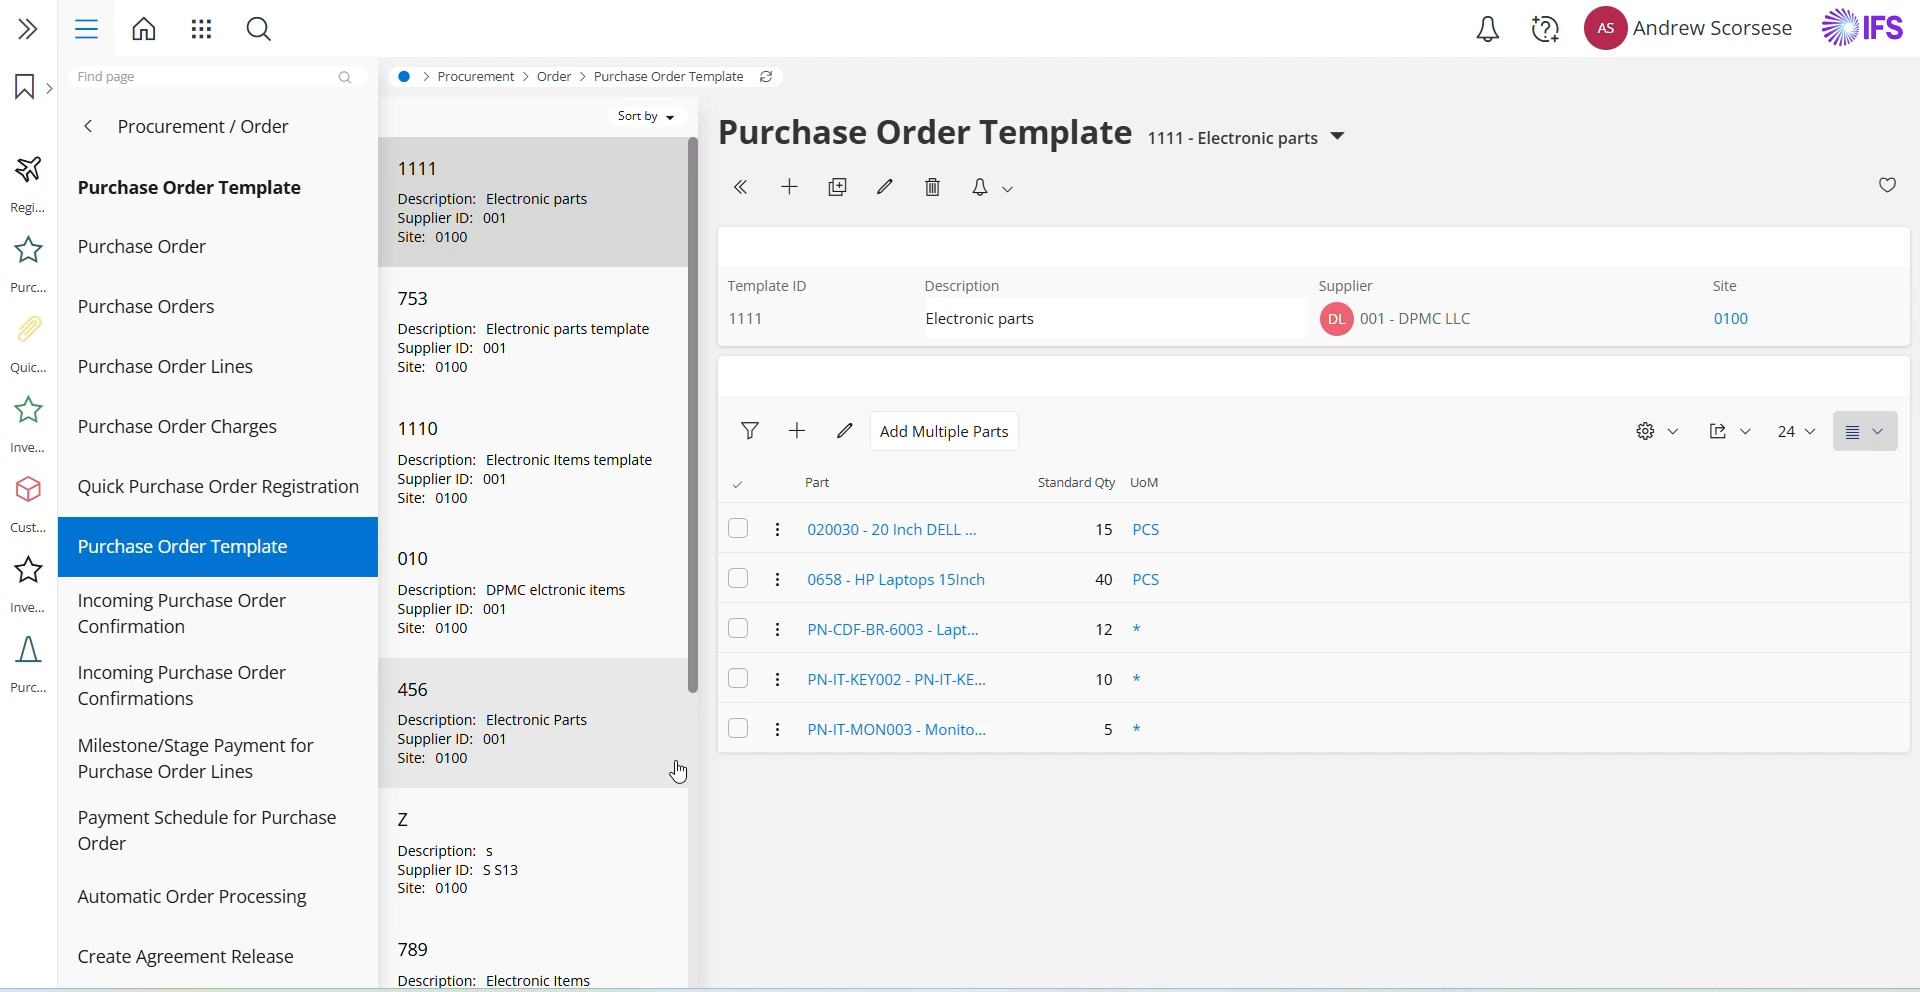 AS Andrew Scorsese IFS
Find page
Procurement Order Purchase Order Template
Procurement / Order
Regi...
Purc...
Quic...
Inve...
Cust...
Inve...
Purc...
Purchase Order Template
Purchase Order
Purchase Orders
Purchase Order Lines
Purchase Order Charges
Quick Purchase Order Registration
Purchase Order Template
Incoming Purchase Order
Confirmation
Incoming Purchase Order
Confirmations
Milestone/Stage Payment for
Purchase Order Lines
Payment Schedule for Purchase
Order
Automatic Order Processing
Create Agreement Release
Sort by
1111
Description: Electronic parts
Supplier ID: 001
Site: 0100
753
Description: Electronic parts template
Supplier ID: 001
Site: 0100
1110
Description: Electronic Items template
Supplier ID: 001
Site: 0100
010
Description: DPMC elctronic items
Supplier ID: 001
Site: 0100
456
Description: Electronic Parts
Supplier ID: 001
Site: 0100
Z
Description: s
Supplier ID: S S13
Site: 0100
789
Description: Electronic Items
Purchase Order Template 1111 - Electronic parts
Template ID Description Supplier Site
1111 Electronic parts DL 001 - DPMC LLC 0100
Add Multiple Parts 24
Part Standard Qty UoM
020030 - 20 Inch DELL ... 15 PCS
0658 - HP Laptops 15Inch 40 PCS
PN-CDF-BR-6003 - Lapt... 12 *
PN-IT-KEY002 - PN-IT-KE... 10 *
PN-IT-MON003 - Monito... 5 *